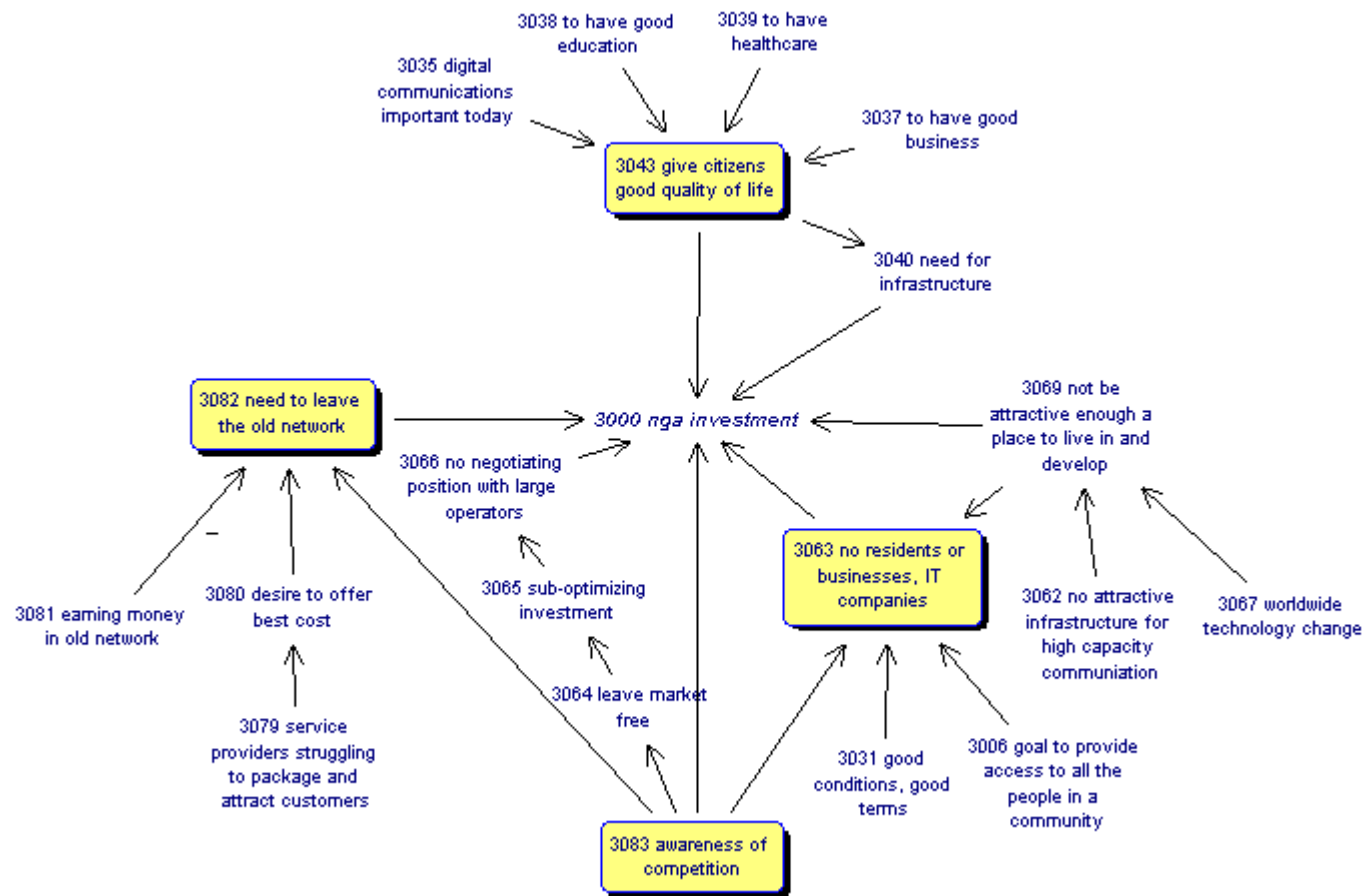 3038 to have good
education
3039 to have
healthcare
3035 digital
communications
important today
3037 to have good
business
3043 give citizens
good quality of life
3040 need for
infrastructure
3082 need to leave
the old network
3000 nga investment
3069 not be
attractive enough a
place to live in and
develop
3066 no negotiating
position with large
operators
3063 no residents or
businesses, IT
companies
3081 earning money
in old network
3080 desire to offer
best cost
3065 sub-optimizing
investment
3062 no attractive
infrastructure for
high capacity
communiation
3067 worldwide
technology change
3064 leave market
free
3079 service
providers struggling
to package and
attract customers
3031 good
conditions, good
terms
3006 goal to provide
access to all the
people in a
community
3083 awareness of
competition